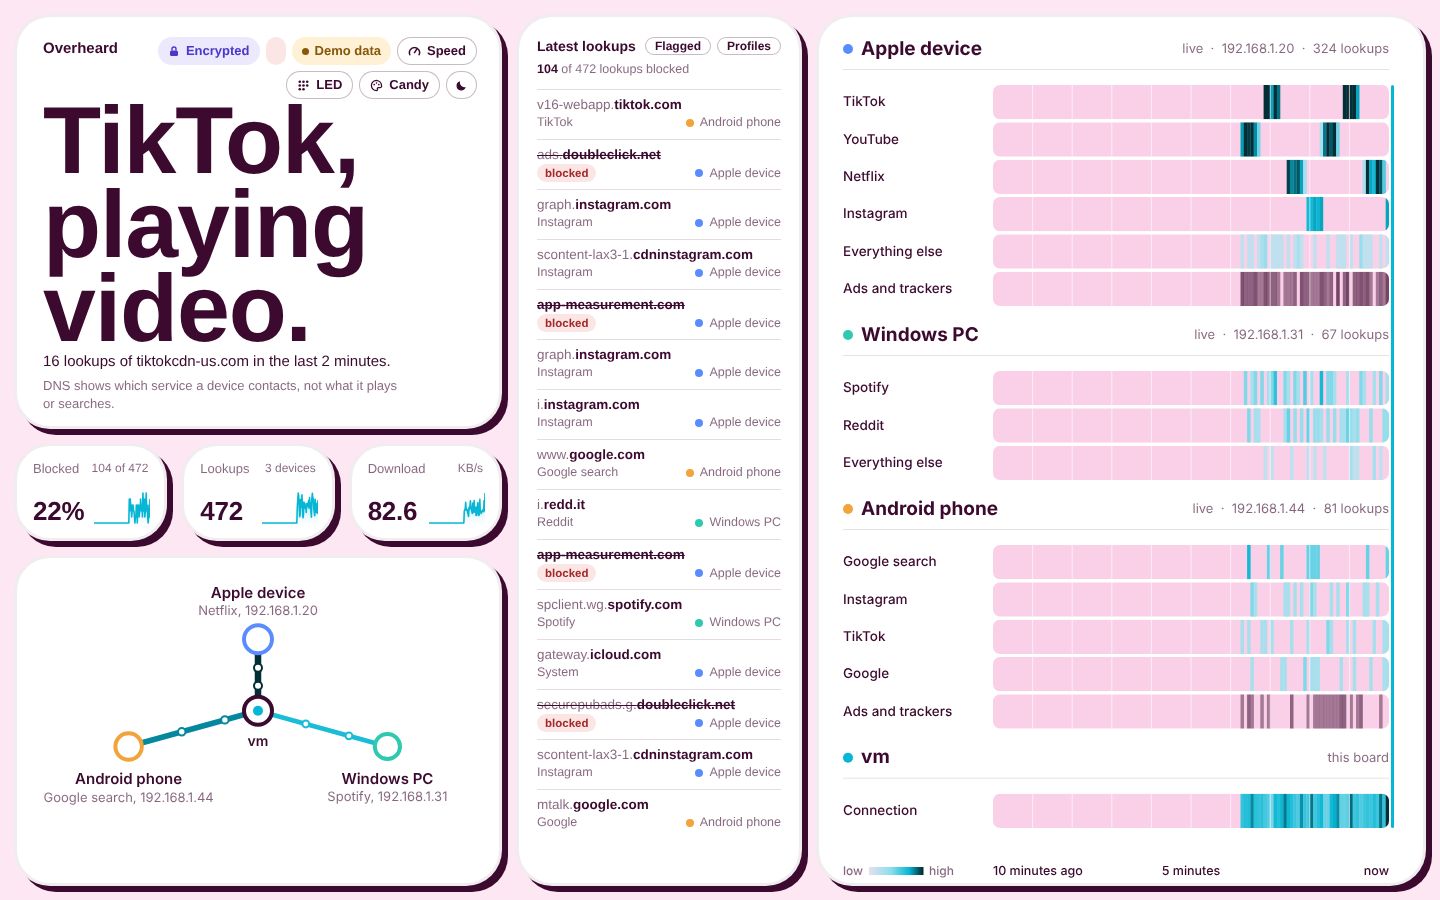 Overheard
Encrypted
Demo data
Speed
LED
Candy
TikTok,
playing
video.
16 lookups of tiktokcdn-us.com in the last 2 minutes.
DNS shows which service a device contacts, not what it plays
or searches.
Blocked 104 of 472
22%
Lookups 3 devices
472
Download KB/s
82.6
Apple device
Netflix, 192.168.1.20
vm
Android phone
Google search, 192.168.1.44
Windows PC
Spotify, 192.168.1.31
Latest lookups
Flagged
Profiles
104 of 472 lookups blocked
v16-webapp.tiktok.com
TikTok Android phone
ads.doubleclick.net
blocked Apple device
graph.instagram.com
Instagram Apple device
scontent-lax3-1.cdninstagram.com
Instagram Apple device
app-measurement.com
blocked Apple device
graph.instagram.com
Instagram Apple device
i.instagram.com
Instagram Apple device
www.google.com
Google search Android phone
i.redd.it
Reddit Windows PC
app-measurement.com
blocked Apple device
spclient.wg.spotify.com
Spotify Windows PC
gateway.icloud.com
System Apple device
securepubads.g.doubleclick.net
blocked Apple device
scontent-lax3-1.cdninstagram.com
Instagram Apple device
mtalk.google.com
Google Android phone
Apple device live · 192.168.1.20 · 324 lookups
TikTok
YouTube
Netflix
Instagram
Everything else
Ads and trackers
Windows PC live · 192.168.1.31 · 67 lookups
Spotify
Reddit
Everything else
Android phone live · 192.168.1.44 · 81 lookups
Google search
Instagram
TikTok
Google
Ads and trackers
vm this board
Connection
low high 10 minutes ago 5 minutes now